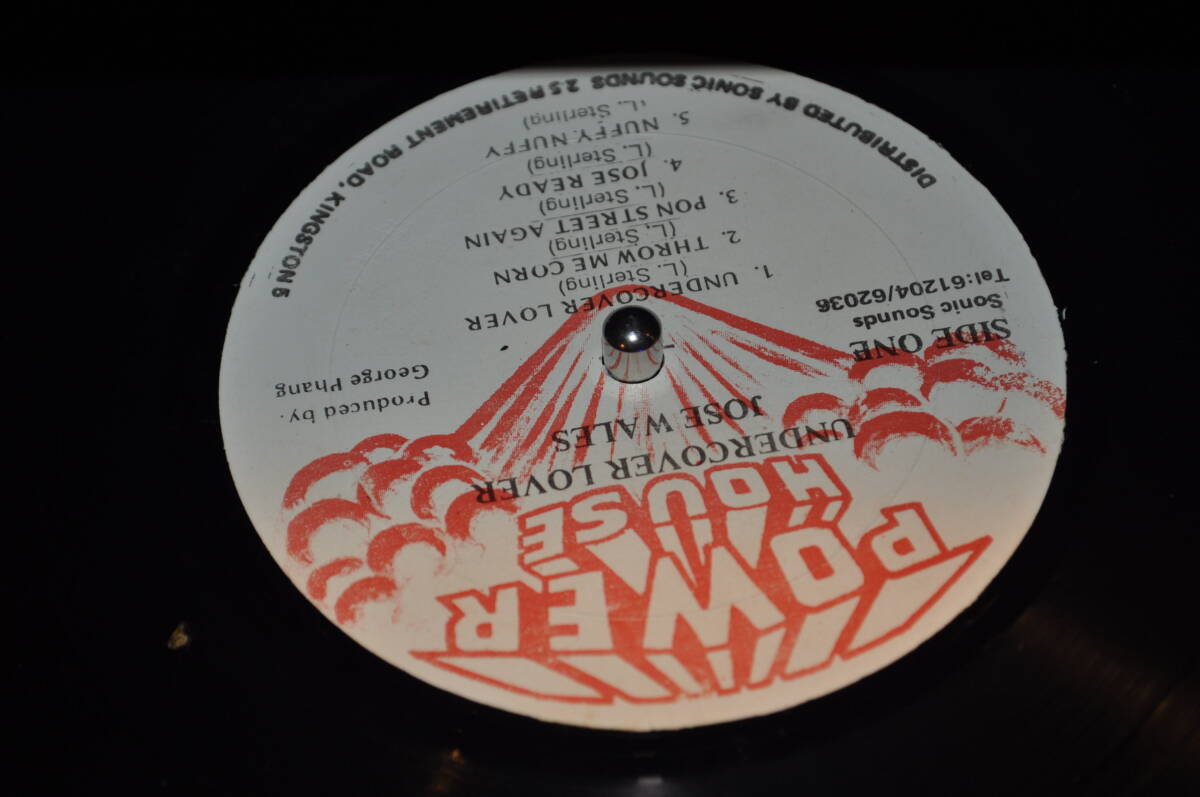 POWER
HOUSE
UNDERCOVER LOVER
JOSE WALES
SIDE ONE
Sonic Sounds
Tel:61204/62036
Produced by.
George Phang
1. UNDERCOVER LOVER
(L. Sterling)
2. THROW ME CORN
(L. Sterling)
3. PON STREET AGAIN
(L. Sterling)
4. JOSE READY
(L. Sterling)
5. NUFFY NUFFY
(L. Sterling)
DISTRIBUTED BY SONIC SOUNDS 25 RETIREMENT ROAD, KINGSTON 5